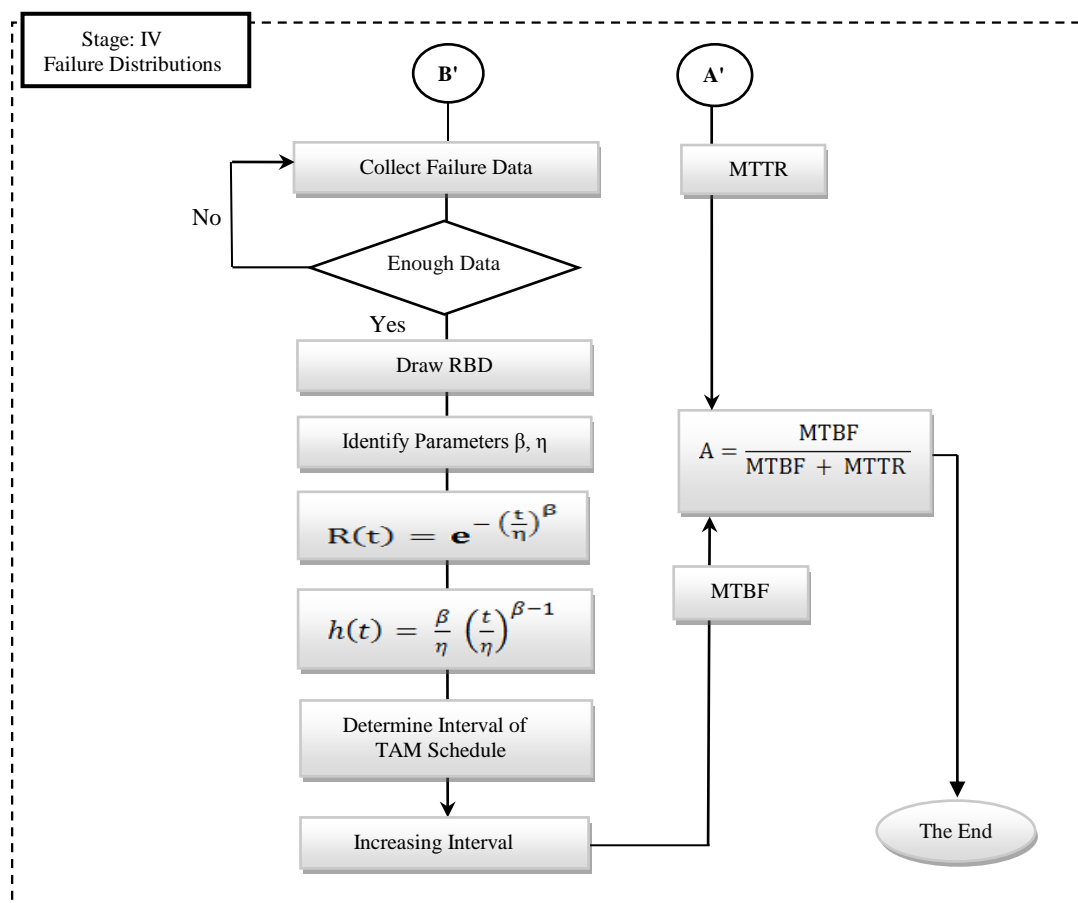 Stage: IV
Failure Distributions
B'
A'
Collect Failure Data
MTTR
No
Enough Data
Yes
Draw RBD
Identify Parameters β, η
A = MTBF / (MTBF + MTTR)
R(t) = e^{-(t/η)^β}
MTBF
h(t) = β/η (t/η)^{β−1}
Determine Interval of
TAM Schedule
Increasing Interval
The End